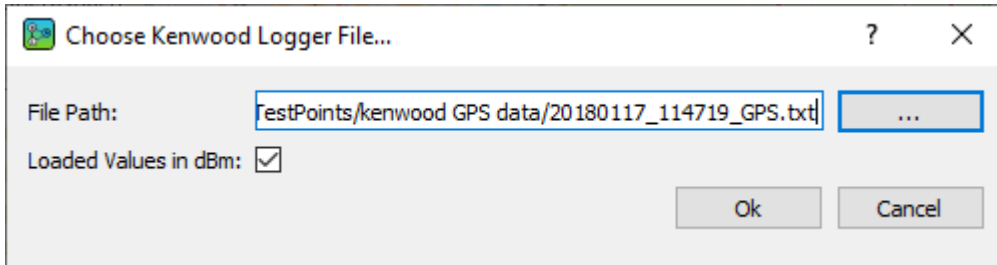 Choose Kenwood Logger File... ?
File Path: TestPoints/kenwood GPS data/20180117_114719_GPS.txt ...
Loaded Values in dBm:
Ok Cancel